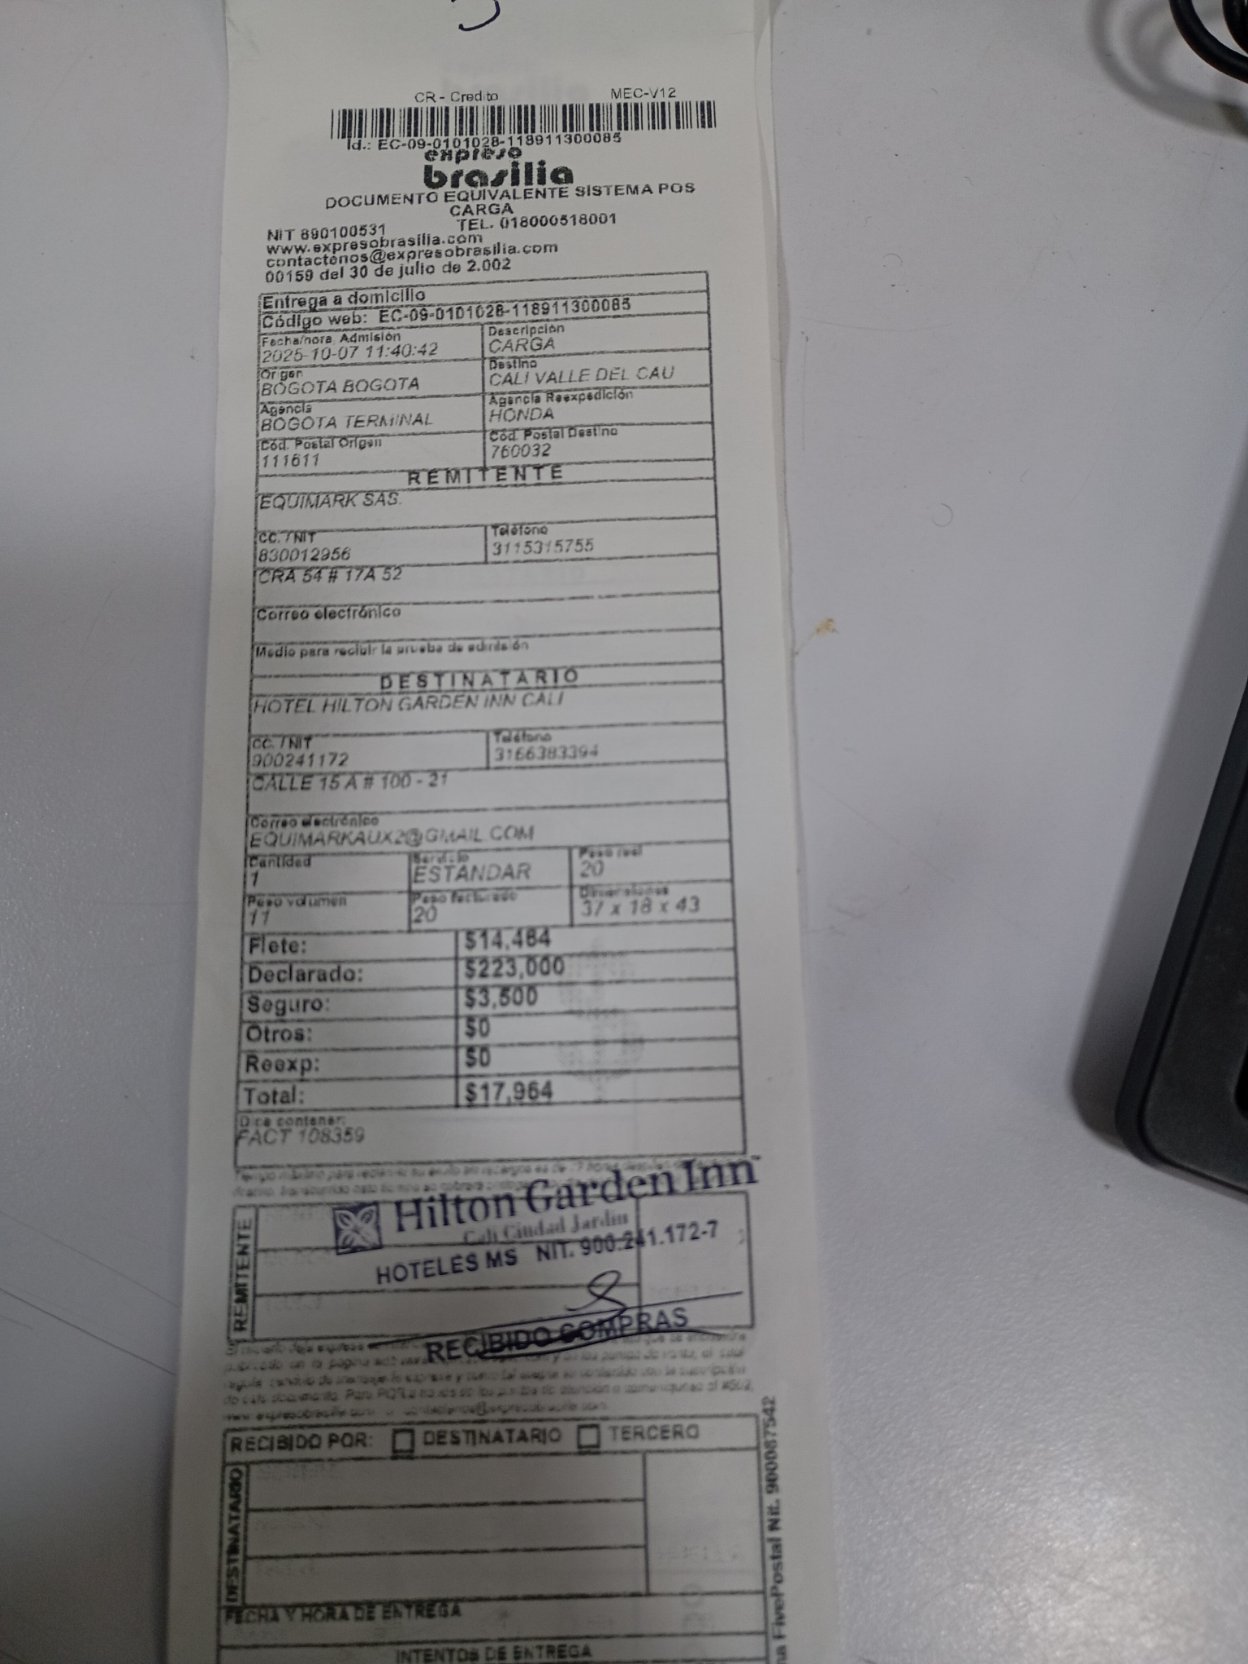 CR - Credito MEC-V12
Id.: EC-09-0101028-118911300085
expreso
brasilia
DOCUMENTO EQUIVALENTE SISTEMA POS
CARGA
NIT 890100531 TEL. 018000518001
www.expresobrasilia.com
contactenos@expresobrasilia.com
00159 del 30 de julio de 2.002
Entrega a domicilio
Código web: EC-09-0101028-118911300085
Fecha/hora Admisión Descripción
2025-10-07 11:40:42 CARGA
Origen Destino
BOGOTA BOGOTA CALI VALLE DEL CAU
Agencia Agencia Reexpedición
BOGOTA TERMINAL HONDA
Cód. Postal Origen Cód. Postal Destino
111611 760032
REMITENTE
EQUIMARK SAS.
CC. / NIT Teléfono
830012956 3115315755
CRA 54 # 17A 52
Correo electrónico
Medio para recibir la prueba de admisión
DESTINATARIO
HOTEL HILTON GARDEN INN CALI
CC. / NIT Teléfono
900241172 3166383394
CALLE 15 A # 100 - 21
Correo electrónico
EQUIMARKAUX2@GMAIL.COM
Cantidad Servicio Peso real
1 ESTANDAR 20
Peso volumen Peso facturado Dimensiones
11 20 37 x 18 x 43
Flete: $14,464
Declarado: $223,000
Seguro: $3,500
Otros: $0
Reexp: $0
Total: $17,964
Dice contener:
FACT 108359
Hilton Garden Inn™
Cali Ciudad Jardín
HOTELES MS NIT. 900.241.172-7
REMITENTE
RECIBIDO COMPRAS
RECIBIDO POR: DESTINATARIO TERCERO
DESTINATARIO
FECHA Y HORA DE ENTREGA
INTENTOS DE ENTREGA
FivePostal Nit. 900087542